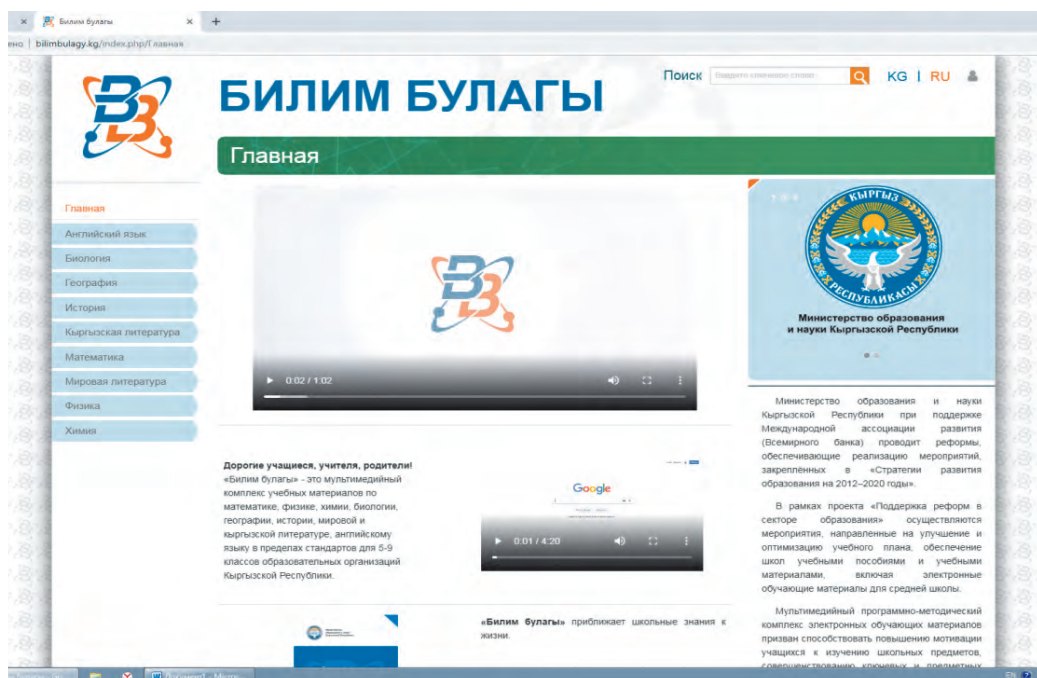 Билим булагы
bilimbulagy.kg/index.php/Главная
БИЛИМ БУЛАГЫ
Поиск
Введите ключевое слово
KG | RU
Главная
Главная
Английский язык
Биология
География
История
Кыргызская литература
Математика
Мировая литература
Физика
Химия
0:02 / 1:02
Дорогие учащиеся, учителя, родители!
«Билим булагы» - это мультимедийный
комплекс учебных материалов по
математике, физике, химии, биологии,
географии, истории, мировой и
кыргызской литературе, английскому
языку в пределах стандартов для 5-9
классов образовательных организаций
Кыргызской Республики.
Google
0:01 / 4:20
«Билим булагы» приближает школьные знания к
жизни.
КЫРГЫЗ
РЕСПУБЛИКАСЫ
Министерство образования
и науки Кыргызской Республики
Министерство образования и науки
Кыргызской Республики при поддержке
Международной ассоциации развития
(Всемирного банка) проводит реформы,
обеспечивающие реализацию мероприятий,
закреплённых в «Стратегии развития
образования на 2012–2020 годы».
В рамках проекта «Поддержка реформ в
секторе образования» осуществляются
мероприятия, направленные на улучшение и
оптимизацию учебного плана, обеспечение
школ учебными пособиями и учебными
материалами, включая электронные
обучающие материалы для средней школы.
Мультимедийный программно-методический
комплекс электронных обучающих материалов
призван способствовать повышению мотивации
учащихся к изучению школьных предметов,
совершенствованию ключевых и предметных
EN